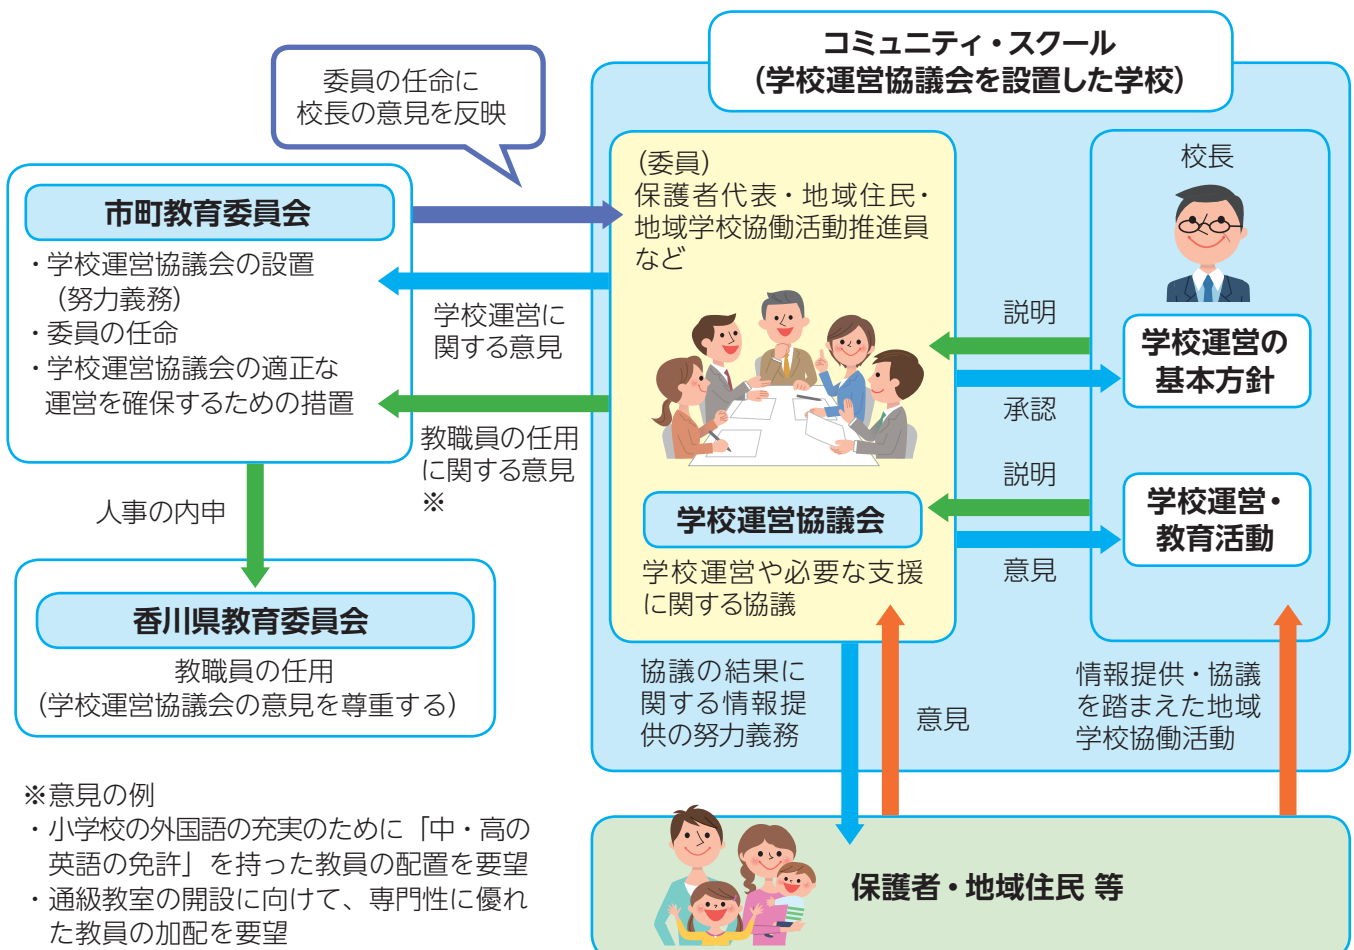 コミュニティ・スクール
（学校運営協議会を設置した学校）
委員の任命に
校長の意見を反映
市町教育委員会
・学校運営協議会の設置
（努力義務）
・委員の任命
・学校運営協議会の適正な
運営を確保するための措置
学校運営に
関する意見
教職員の任用
に関する意見
※
人事の内申
香川県教育委員会
教職員の任用
（学校運営協議会の意見を尊重する）
※意見の例
・小学校の外国語の充実のために「中・高の
英語の免許」を持った教員の配置を要望
・通級教室の開設に向けて、専門性に優れ
た教員の加配を要望
（委員）
保護者代表・地域住民・
地域学校協働活動推進員
など
学校運営協議会
学校運営や必要な支援
に関する協議
説明
承認
説明
意見
校長
学校運営の
基本方針
学校運営・
教育活動
協議の結果に
関する情報提
供の努力義務
意見
情報提供・協議
を踏まえた地域
学校協働活動
保護者・地域住民 等